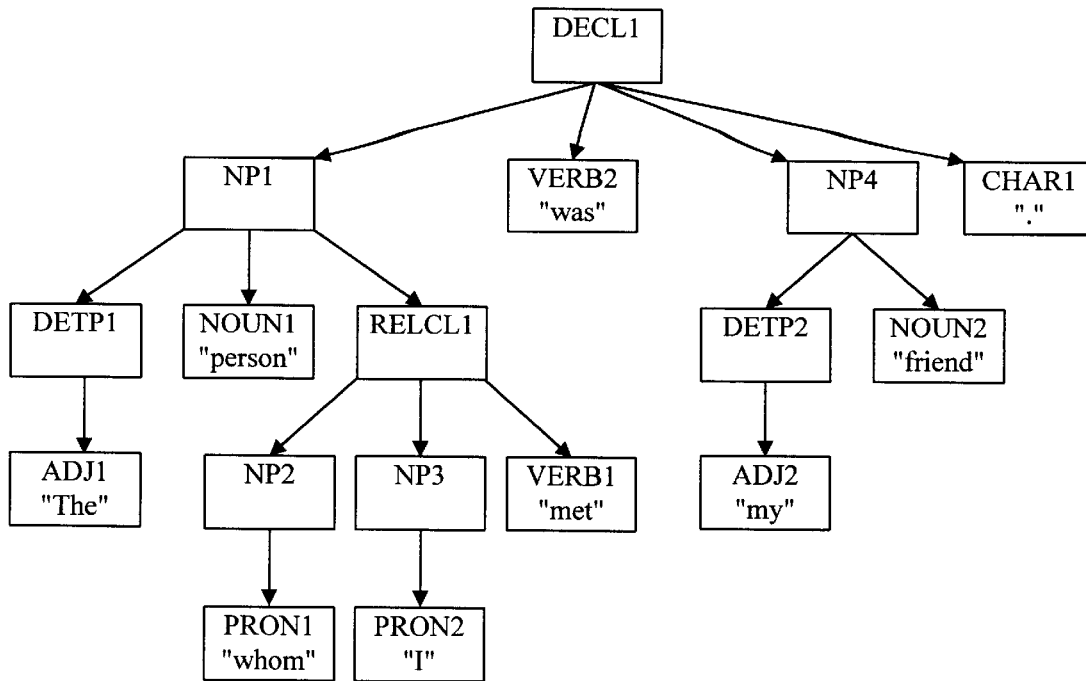 DECL1
NP1
VERB2
"was"
NP4
CHAR1
"."
DETP1
NOUN1
"person"
RELCL1
DETP2
NOUN2
"friend"
ADJ1
"The"
NP2
NP3
VERB1
"met"
ADJ2
"my"
PRON1
"whom"
PRON2
"I"